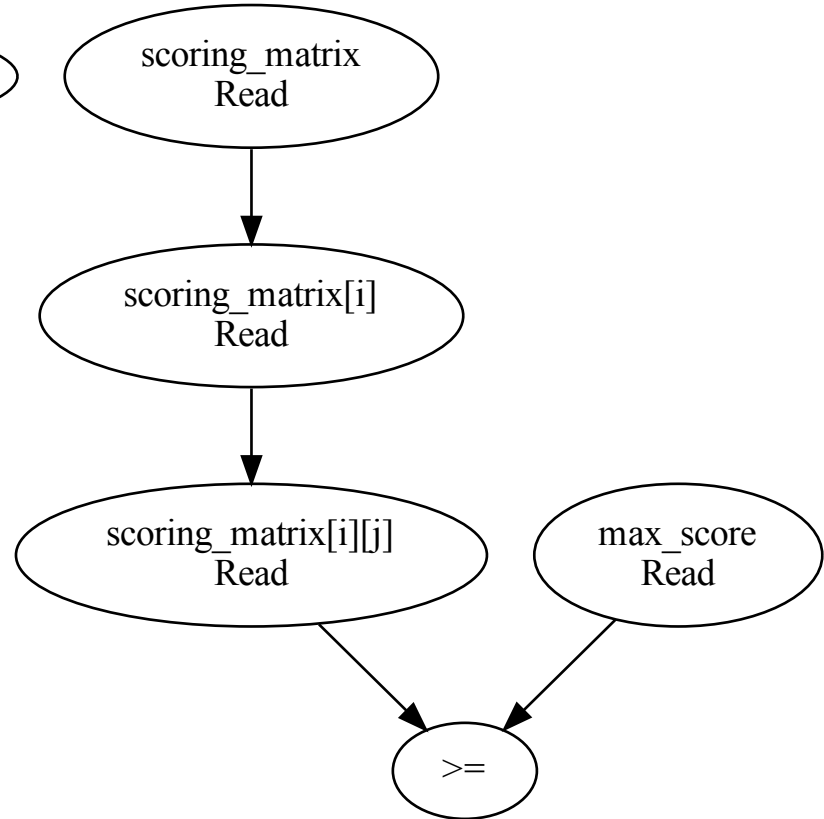 scoring_matrix
Read
scoring_matrix[i]
Read
scoring_matrix[i][j]
Read
max_score
Read
>=